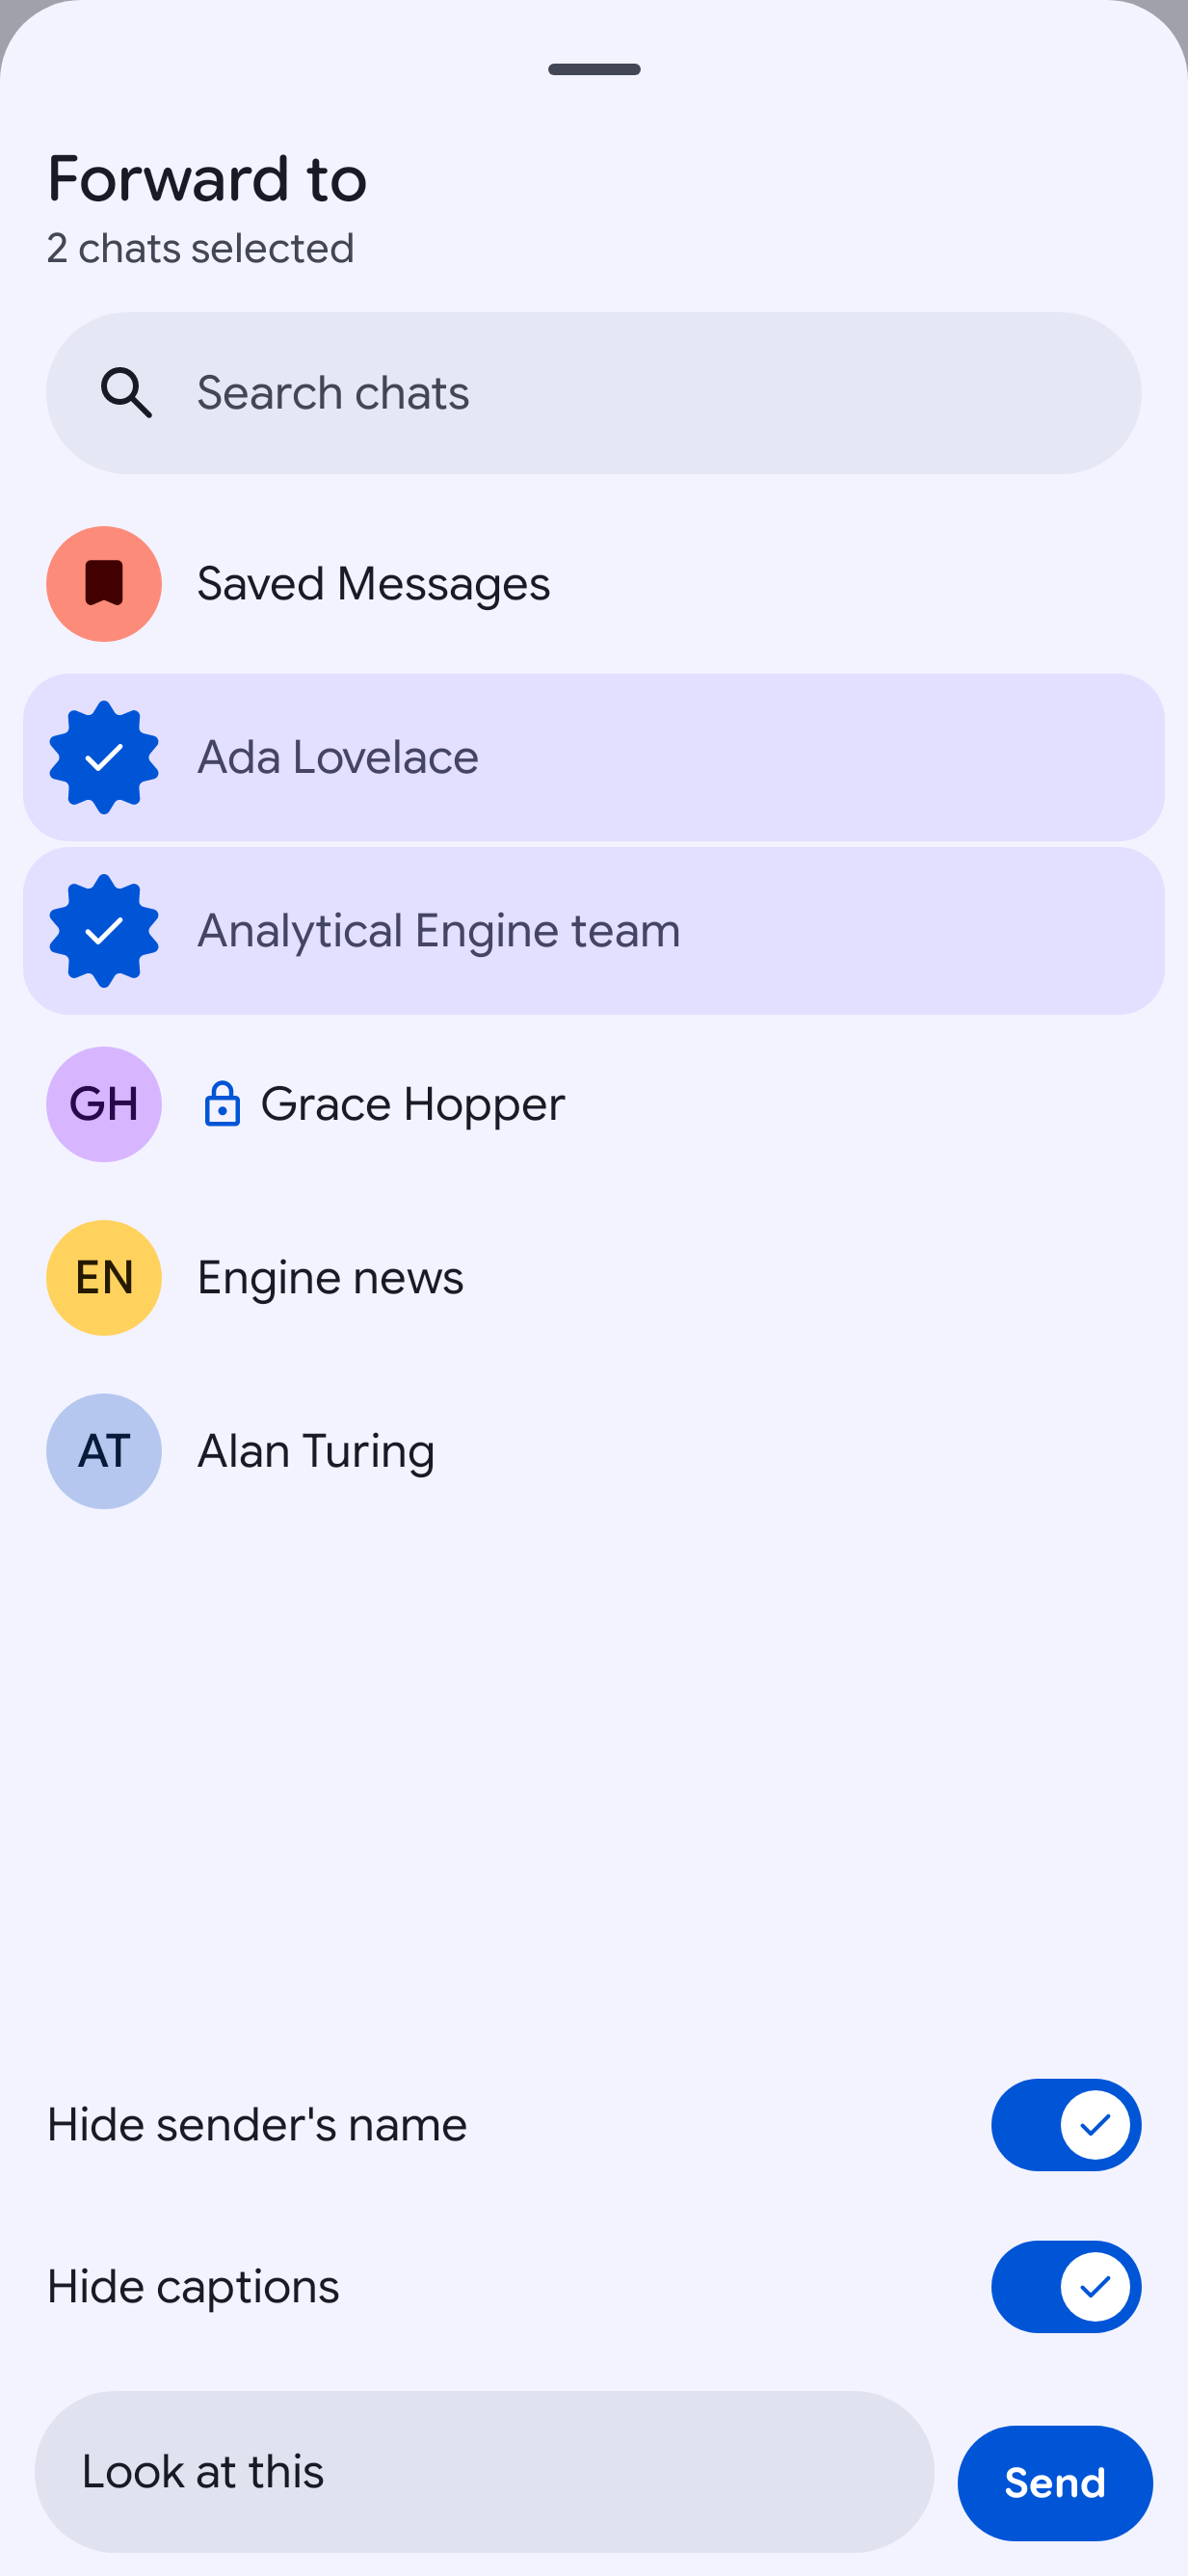 Forward to
2 chats selected
Search chats
Saved Messages
Ada Lovelace
Analytical Engine team
GH Grace Hopper
EN Engine news
AT Alan Turing
Hide sender's name
Hide captions
Look at this
Send